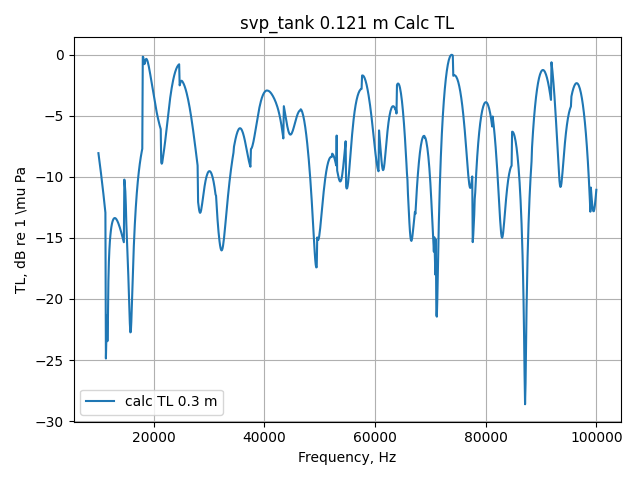 svp_tank 0.121 m Calc TL
TL, dB re 1 \mu Pa
0
−5
−10
−15
−20
−25
−30
calc TL 0.3 m
20000 40000 60000 80000 100000
Frequency, Hz